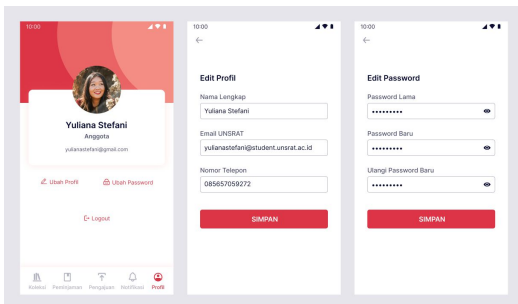 10:00
Yuliana Stefani
Anggota
yulianastefani@gmail.com
Ubah Profil
Ubah Password
Logout
Koleksi
Peminjaman
Pengajuan
Notifikasi
Profil
10:00
Edit Profil
Nama Lengkap
Yuliana Stefani
Email UNSRAT
yulianastefani@student.unsrat.ac.id
Nomor Telepon
085657059272
SIMPAN
10:00
Edit Password
Password Lama
•••••••••
Password Baru
•••••••••
Ulangi Password Baru
•••••••••
SIMPAN